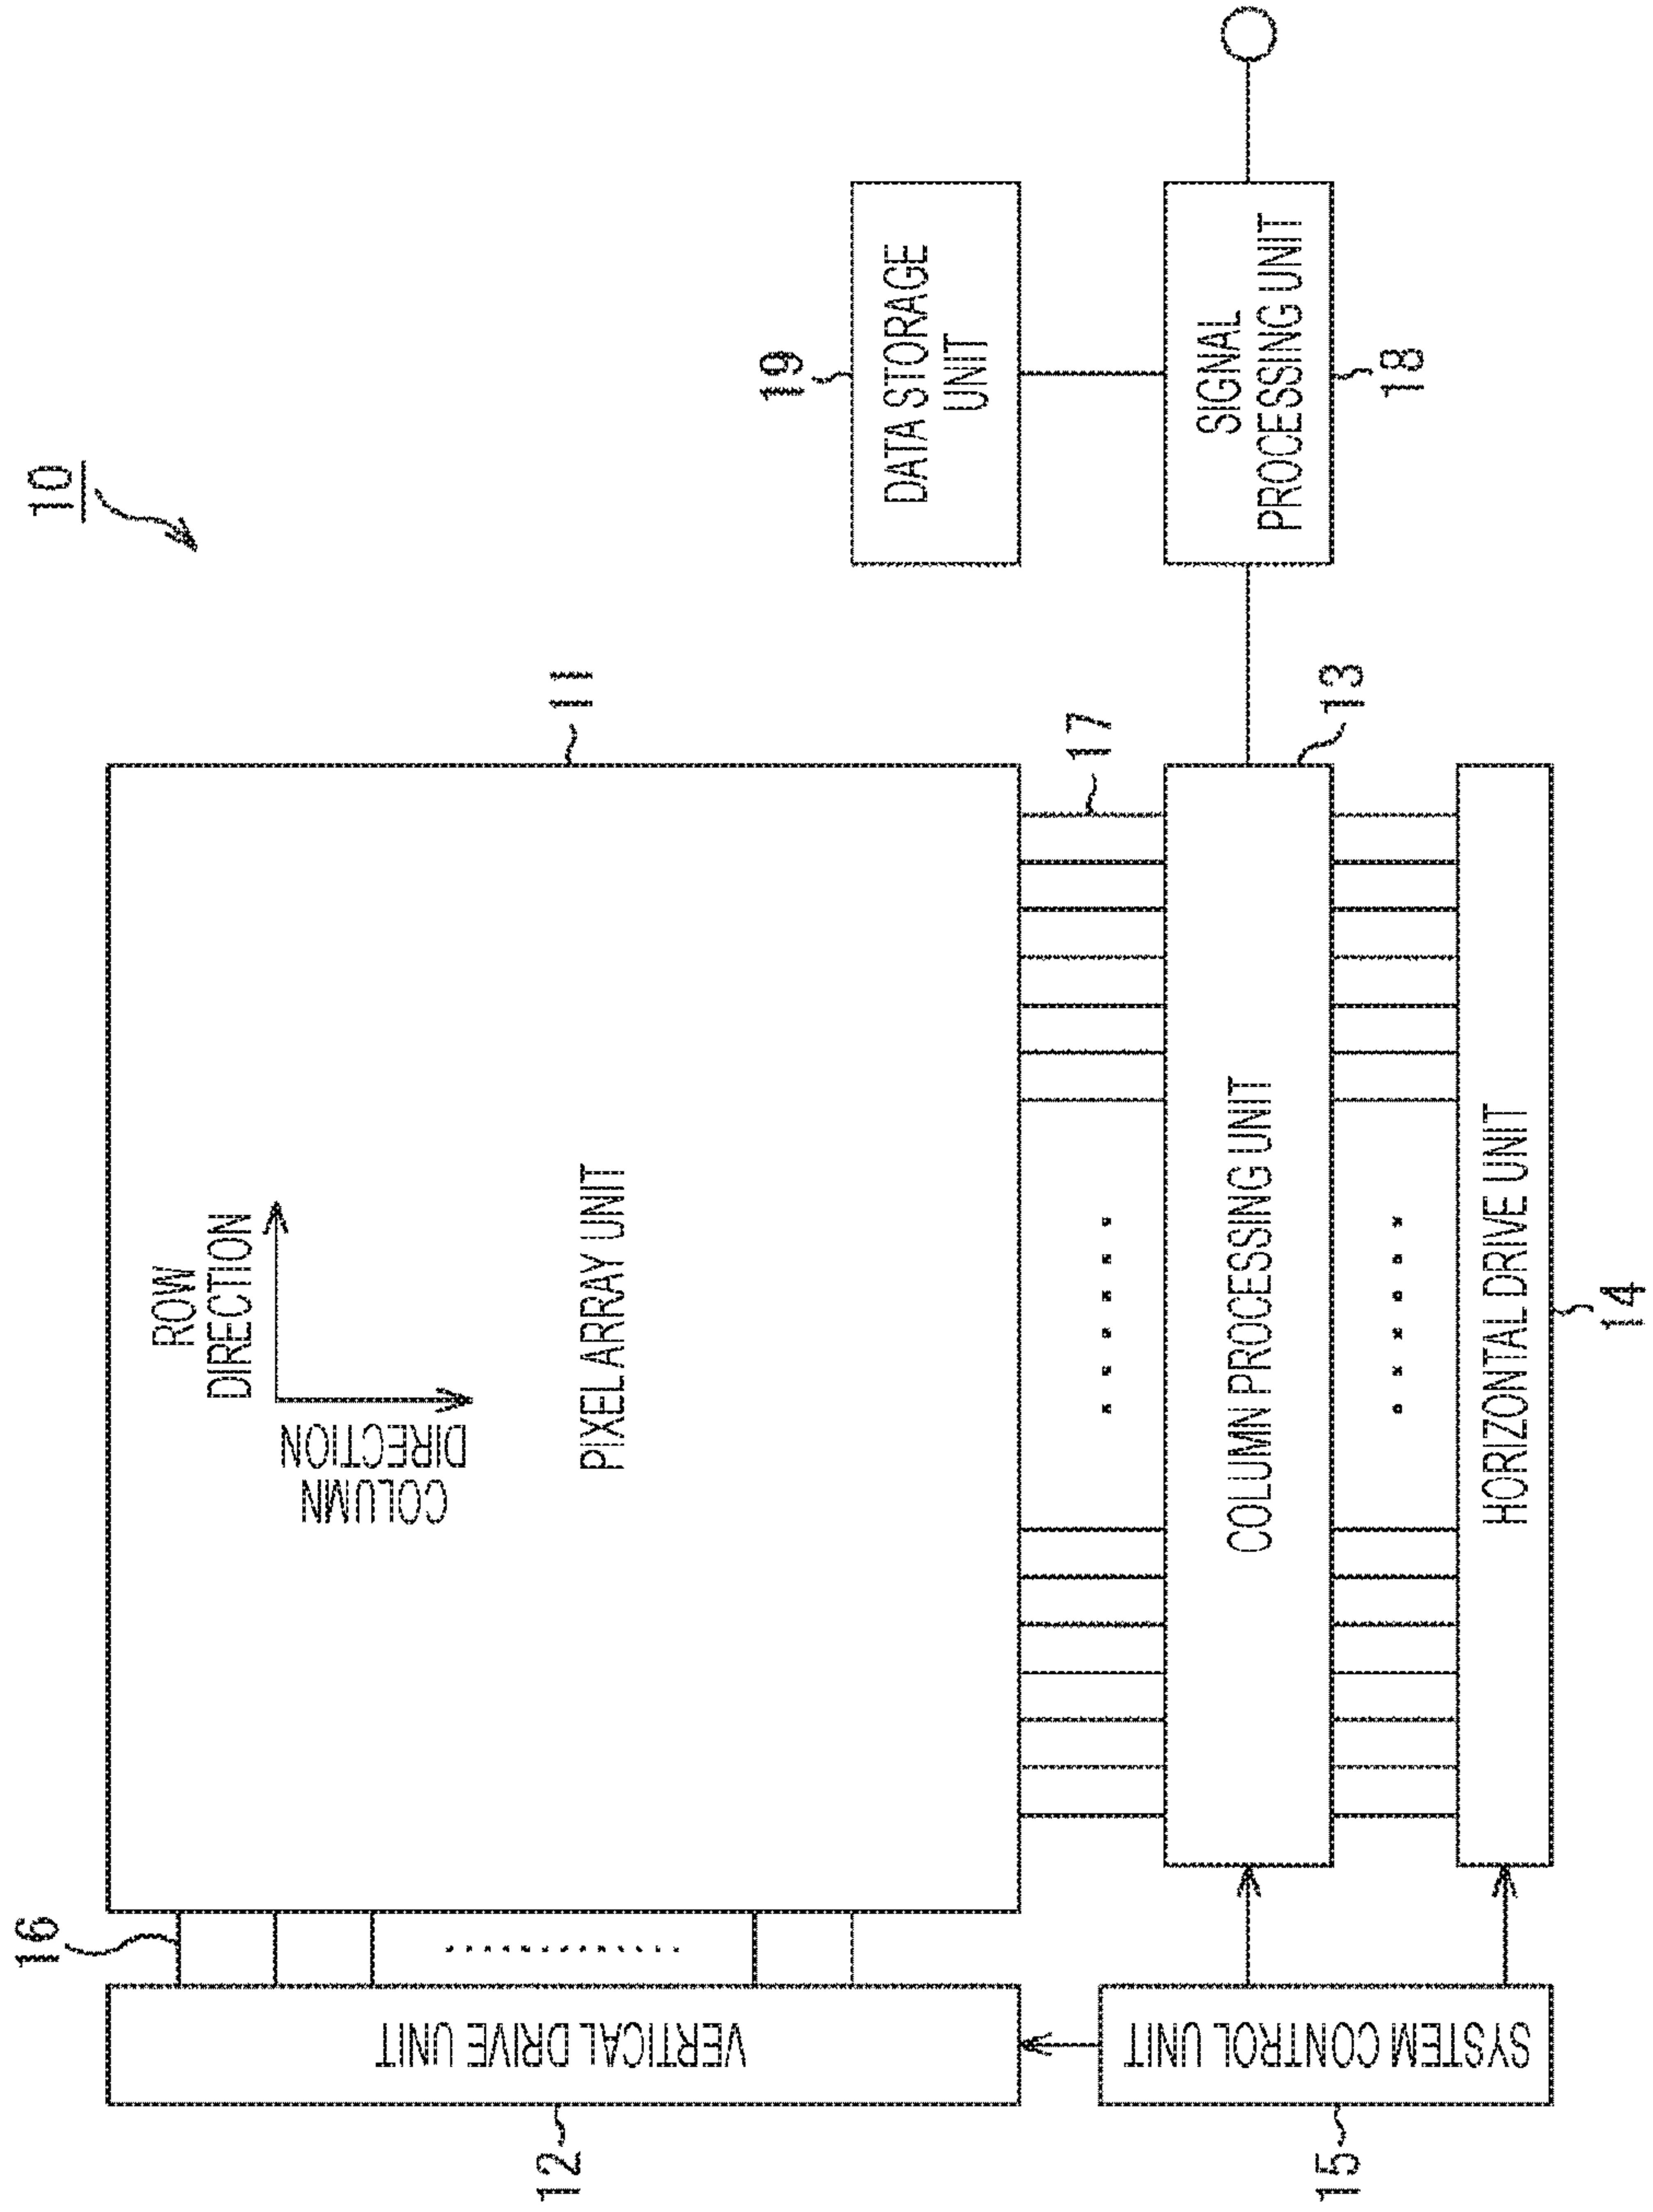 10
11
ROW
DIRECTION
COLUMN
DIRECTION
PIXEL ARRAY UNIT
16
VERTICAL DRIVE UNIT
12
19
DATA STORAGE
UNIT
17
SIGNAL
PROCESSING UNIT
18
COLUMN PROCESSING UNIT
13
HORIZONTAL DRIVE UNIT
14
SYSTEM CONTROL UNIT
15